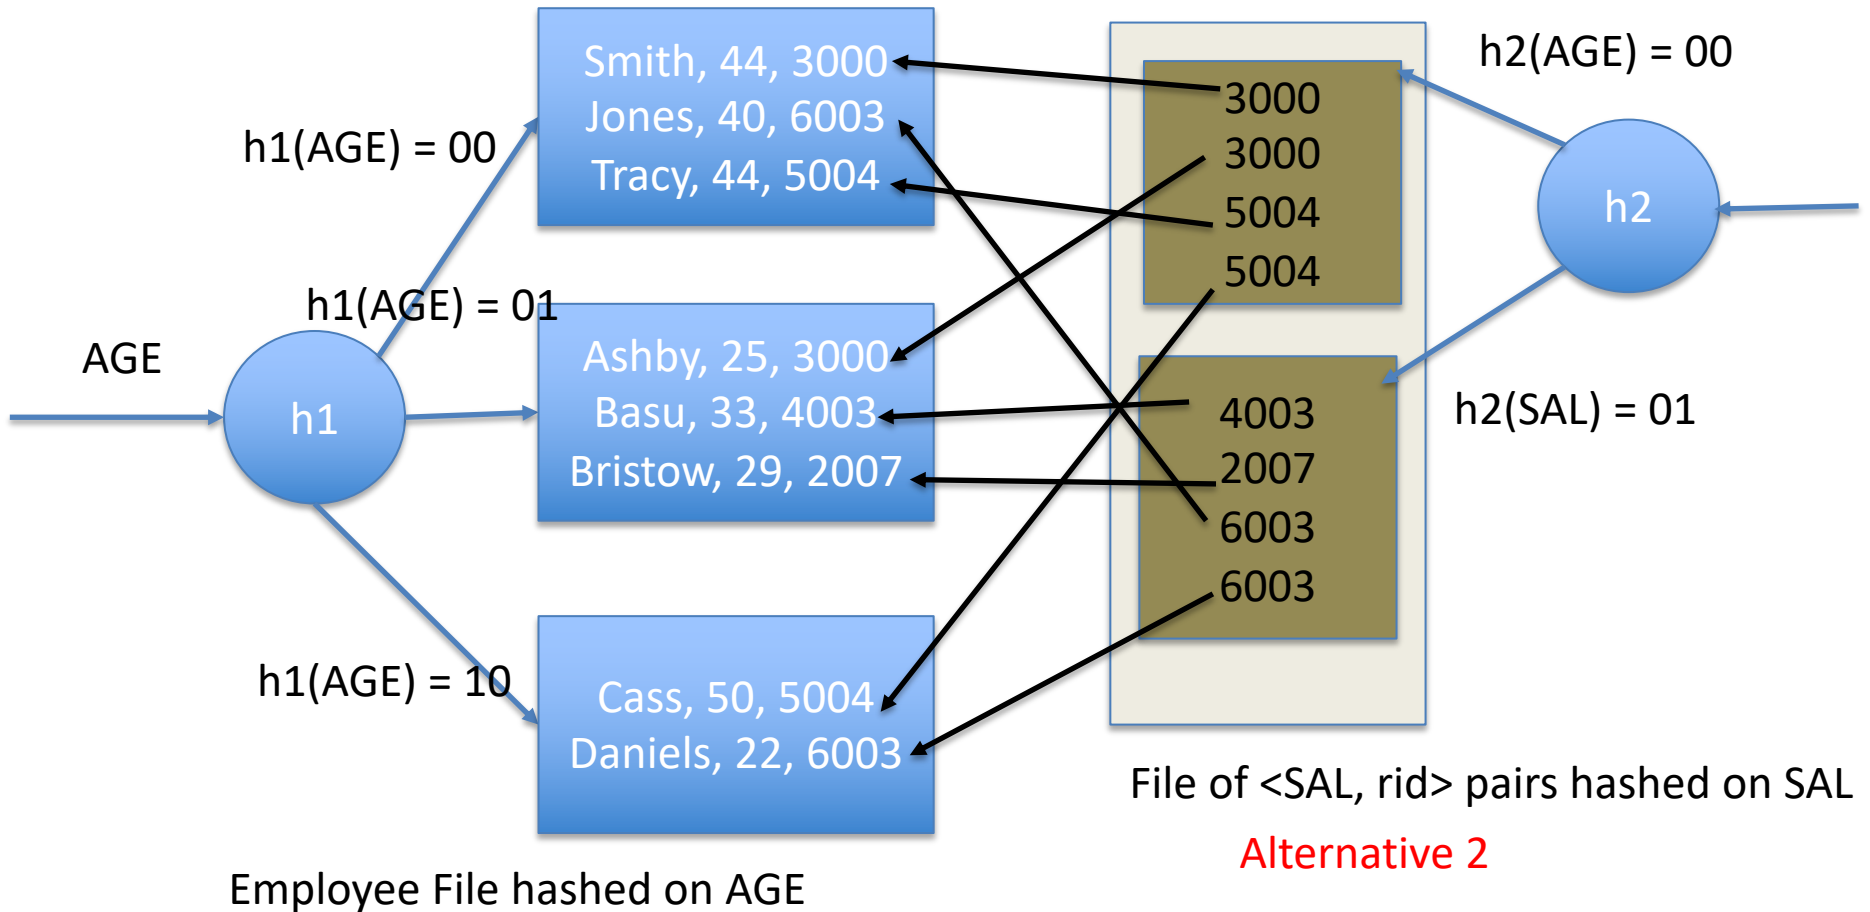 AGE
h1
h1(AGE) = 00
h1(AGE) = 01
h1(AGE) = 10
Smith, 44, 3000
Jones, 40, 6003
Tracy, 44, 5004
Ashby, 25, 3000
Basu, 33, 4003
Bristow, 29, 2007
Cass, 50, 5004
Daniels, 22, 6003
Employee File hashed on AGE
3000
3000
5004
5004
4003
2007
6003
6003
h2(AGE) = 00
h2
h2(SAL) = 01
File of <SAL, rid> pairs hashed on SAL
Alternative 2